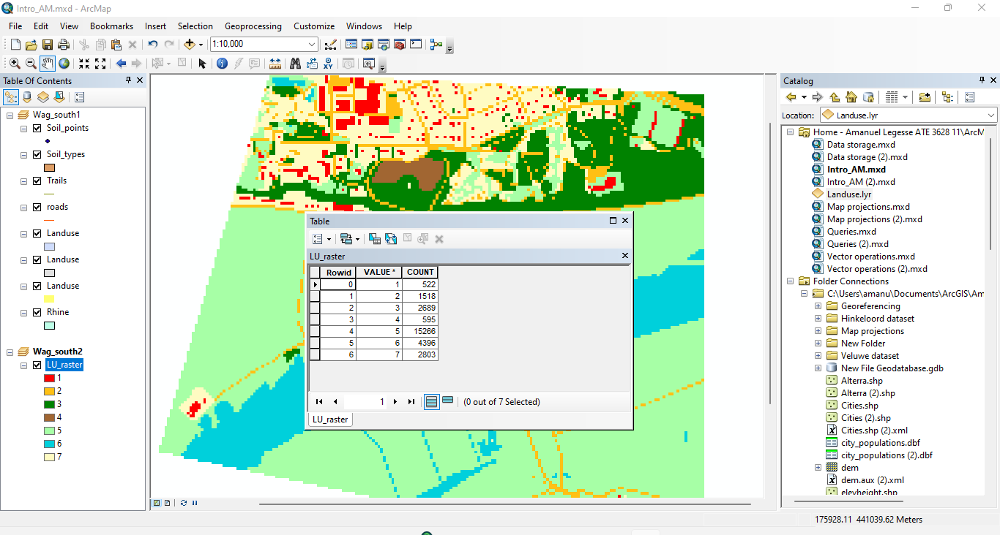 Intro_AM.mxd - ArcMap
File Edit View Bookmarks Insert Selection Geoprocessing Customize Windows Help
1:10,000
Table Of Contents
Wag_south1
Soil_points
Soil_types
Trails
roads
Landuse
Landuse
Landuse
Rhine
Wag_south2
LU_raster
1
2
3
4
5
6
7
Table
LU_raster
Rowid VALUE * COUNT
0 1 522
1 2 1518
2 3 2689
3 4 595
4 5 15266
5 6 4396
6 7 2803
1 (0 out of 7 Selected)
LU_raster
Catalog
Location: Landuse.lyr
Home - Amanuel Legesse ATE 3628 11\ArcM
Data storage.mxd
Data storage (2).mxd
Intro_AM.mxd
Intro_AM (2).mxd
Landuse.lyr
Map projections.mxd
Map projections (2).mxd
Queries.mxd
Queries (2).mxd
Vector operations.mxd
Vector operations (2).mxd
Folder Connections
C:\Users\amanu\Documents\ArcGIS\Am
Georeferencing
Hinkeloord dataset
Map projections
New Folder
Veluwe dataset
New File Geodatabase.gdb
Alterra.shp
Alterra (2).shp
Cities.shp
Cities (2).shp
Cities.shp (2).xml
city_populations.dbf
city_populations (2).dbf
dem
dem.aux (2).xml
elevheight.shp
175928.11 441039.62 Meters